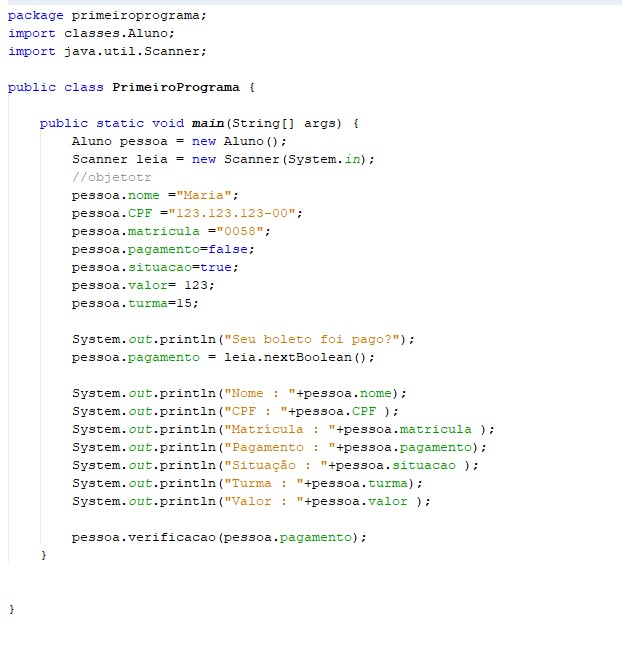 package primeiroprograma;
import classes.Aluno;
import java.util.Scanner;

public class PrimeiroPrograma {

    public static void main(String[] args) {
        Aluno pessoa = new Aluno();
        Scanner leia = new Scanner(System.in);
        //objetotr
        pessoa.nome ="Maria";
        pessoa.CPF ="123.123.123-00";
        pessoa.matricula ="0058";
        pessoa.pagamento=false;
        pessoa.situacao=true;
        pessoa.valor= 123;
        pessoa.turma=15;

        System.out.println("Seu boleto foi pago?");
        pessoa.pagamento = leia.nextBoolean();

        System.out.println("Nome : "+pessoa.nome);
        System.out.println("CPF : "+pessoa.CPF );
        System.out.println("Matrícula : "+pessoa.matricula );
        System.out.println("Pagamento : "+pessoa.pagamento);
        System.out.println("Situação : "+pessoa.situacao );
        System.out.println("Turma : "+pessoa.turma);
        System.out.println("Valor : "+pessoa.valor );

        pessoa.verificacao(pessoa.pagamento);
    }


}